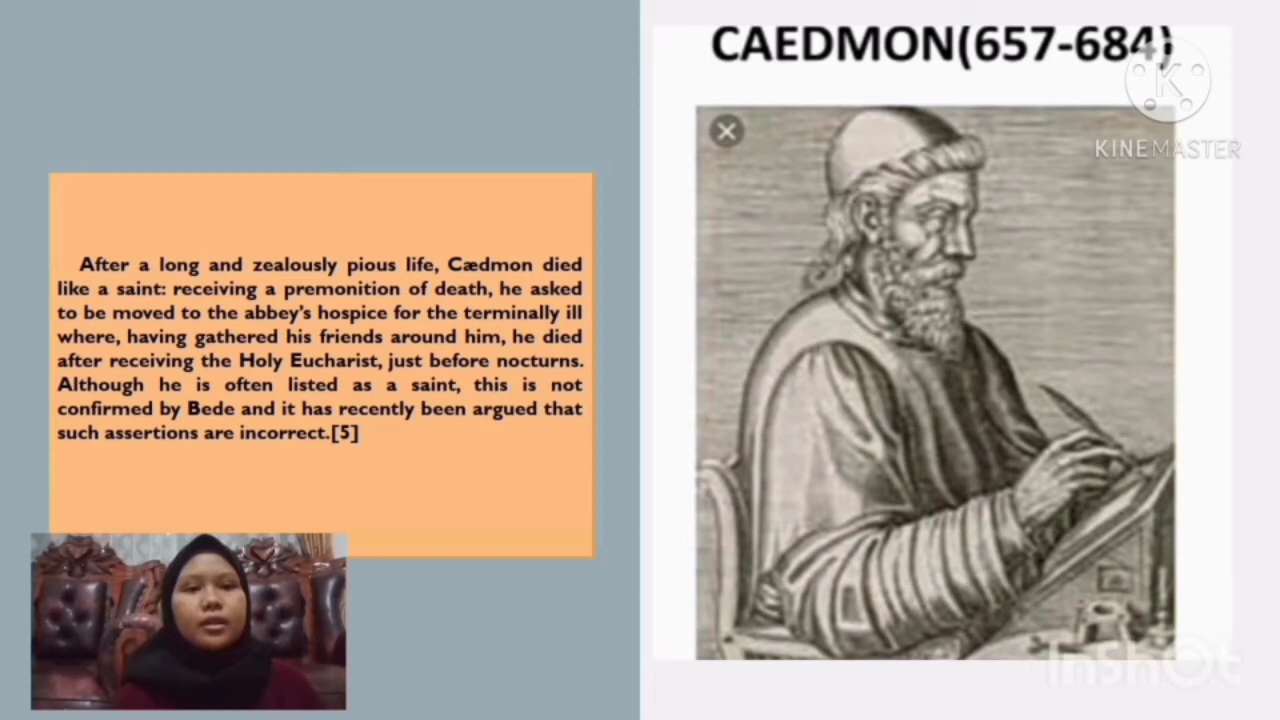 After a long and zealously pious life, Cædmon died
like a saint: receiving a premonition of death, he asked
to be moved to the abbey's hospice for the terminally ill
where, having gathered his friends around him, he died
after receiving the Holy Eucharist, just before nocturns.
Although he is often listed as a saint, this is not
confirmed by Bede and it has recently been argued that
such assertions are incorrect.[5]
CAEDMON(657-684)
K
KINEMASTER
InShOt